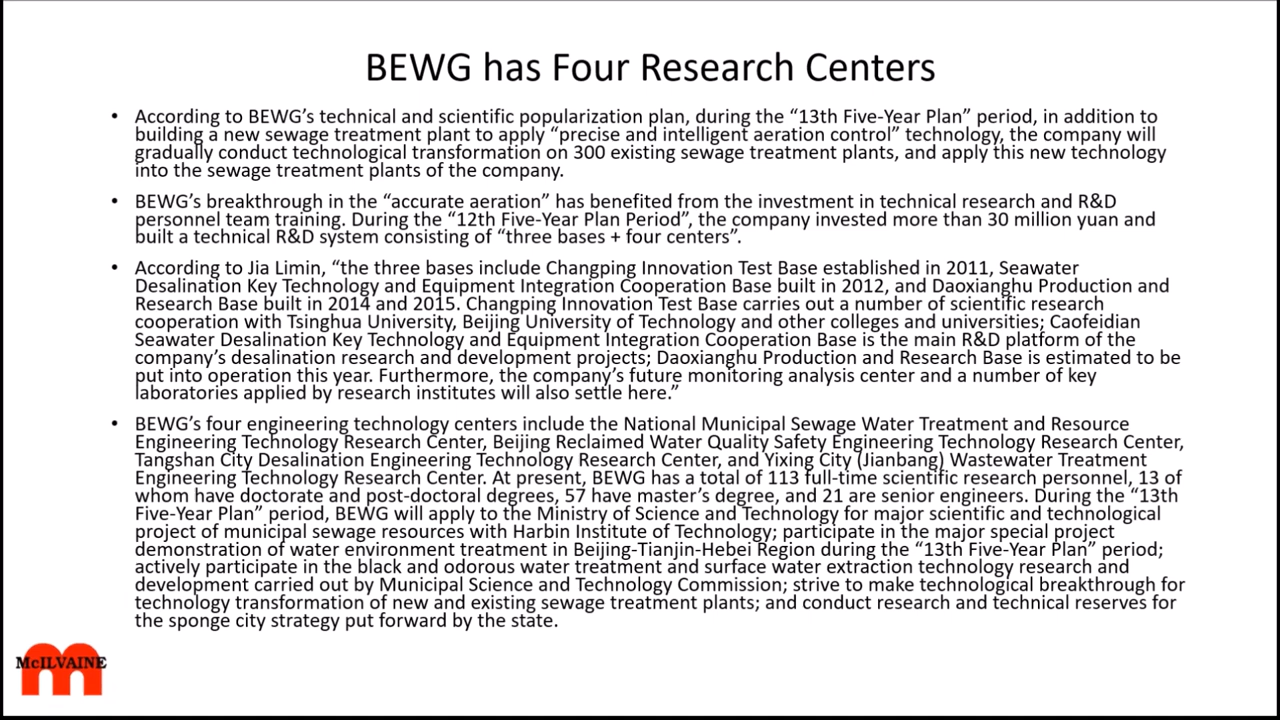 BEWG has Four Research Centers
• According to BEWG's technical and scientific popularization plan, during the “13th Five-Year Plan” period, in addition to
building a new sewage treatment plant to apply “precise and intelligent aeration control” technology, the company will
gradually conduct technological transformation on 300 existing sewage treatment plants, and apply this new technology
into the sewage treatment plants of the company.
• BEWG's breakthrough in the “accurate aeration” has benefited from the investment in technical research and R&D
personnel team training. During the “12th Five-Year Plan Period”, the company invested more than 30 million yuan and
built a technical R&D system consisting of “three bases + four centers”.
• According to Jia Limin, “the three bases include Changping Innovation Test Base established in 2011, Seawater
Desalination Key Technology and Equipment Integration Cooperation Base built in 2012, and Daoxianghu Production and
Research Base built in 2014 and 2015. Changping Innovation Test Base carries out a number of scientific research
cooperation with Tsinghua University, Beijing University of Technology and other colleges and universities; Caofeidian
Seawater Desalination Key Technology and Equipment Integration Cooperation Base is the main R&D platform of the
company's desalination research and development projects; Daoxianghu Production and Research Base is estimated to be
put into operation this year. Furthermore, the company's future monitoring analysis center and a number of key
laboratories applied by research institutes will also settle here.”
• BEWG's four engineering technology centers include the National Municipal Sewage Water Treatment and Resource
Engineering Technology Research Center, Beijing Reclaimed Water Quality Safety Engineering Technology Research Center,
Tangshan City Desalination Engineering Technology Research Center, and Yixing City (Jianbang) Wastewater Treatment
Engineering Technology Research Center. At present, BEWG has a total of 113 full-time scientific research personnel, 13 of
whom have doctorate and post-doctoral degrees, 57 have master's degree, and 21 are senior engineers. During the “13th
Five-Year Plan” period, BEWG will apply to the Ministry of Science and Technology for major scientific and technological
project of municipal sewage resources with Harbin Institute of Technology; participate in the major special project
demonstration of water environment treatment in Beijing-Tianjin-Hebei Region during the “13th Five-Year Plan” period;
actively participate in the black and odorous water treatment and surface water extraction technology research and
development carried out by Municipal Science and Technology Commission; strive to make technological breakthrough for
technology transformation of new and existing sewage treatment plants; and conduct research and technical reserves for
the sponge city strategy put forward by the state.
McILVAINE